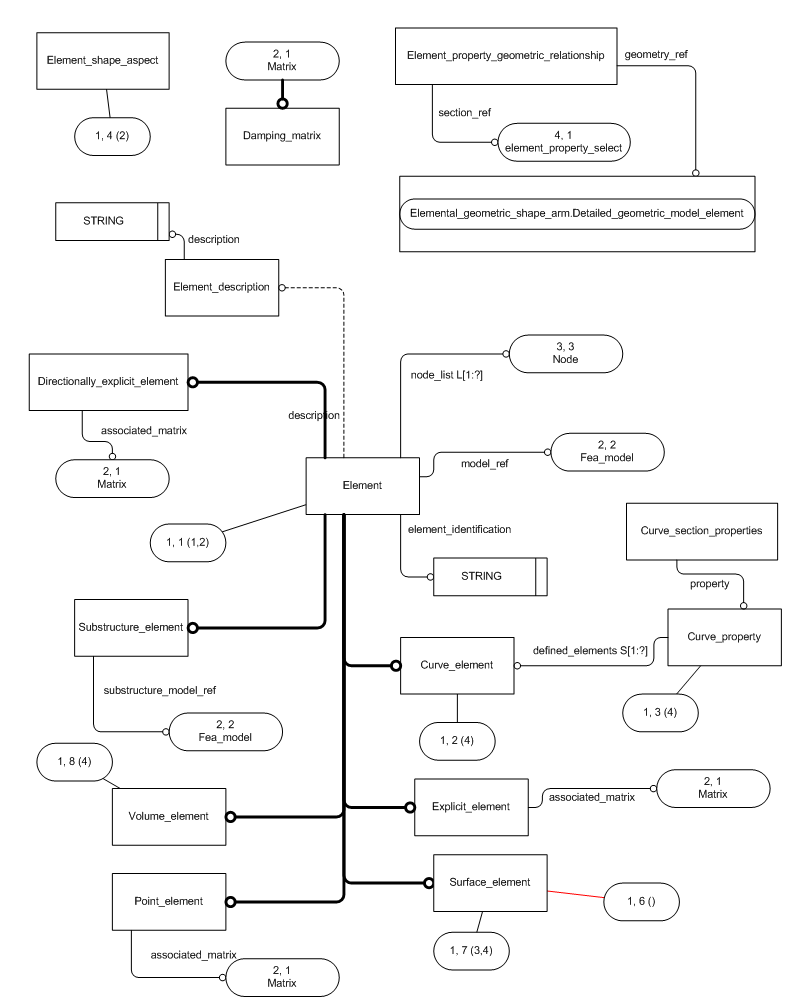 Element_shape_aspect
1, 4 (2)
2, 1
Matrix
Damping_matrix
Element_property_geometric_relationship
geometry_ref
section_ref
4, 1
element_property_select
Elemental_geometric_shape_arm.Detailed_geometric_model_element
STRING
description
Element_description
Directionally_explicit_element
associated_matrix
2, 1
Matrix
description
3, 3
Node
node_list L[1:?]
2, 2
Fea_model
model_ref
Element
1, 1 (1,2)
element_identification
STRING
Curve_section_properties
property
Curve_property
defined_elements S[1:?]
1, 3 (4)
Substructure_element
substructure_model_ref
2, 2
Fea_model
Curve_element
1, 2 (4)
1, 8 (4)
Volume_element
Explicit_element
associated_matrix
2, 1
Matrix
Surface_element
1, 6 ()
1, 7 (3,4)
Point_element
associated_matrix
2, 1
Matrix